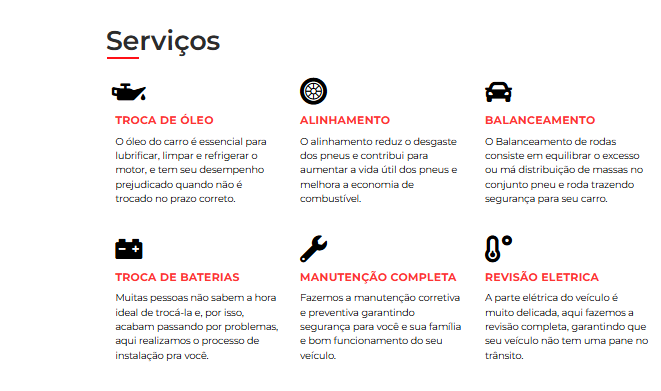 Serviços
TROCA DE ÓLEO
O óleo do carro é essencial para
lubrificar, limpar e refrigerar o
motor, e tem seu desempenho
prejudicado quando não é
trocado no prazo correto.
ALINHAMENTO
O alinhamento reduz o desgaste
dos pneus e contribui para
aumentar a vida útil dos pneus e
melhora a economia de
combustível.
BALANCEAMENTO
O Balanceamento de rodas
consiste em equilibrar o excesso
ou má distribuição de massas no
conjunto pneu e roda trazendo
segurança para seu carro.
TROCA DE BATERIAS
Muitas pessoas não sabem a hora
ideal de trocá-la e, por isso,
acabam passando por problemas,
aqui realizamos o processo de
instalação pra você.
MANUTENÇÃO COMPLETA
Fazemos a manutenção corretiva
e preventiva garantindo
segurança para você e sua família
e bom funcionamento do seu
veículo.
REVISÃO ELETRICA
A parte elétrica do veículo é
muito delicada, aqui fazemos a
revisão completa, garantindo que
seu veículo não tem uma pane no
trânsito.